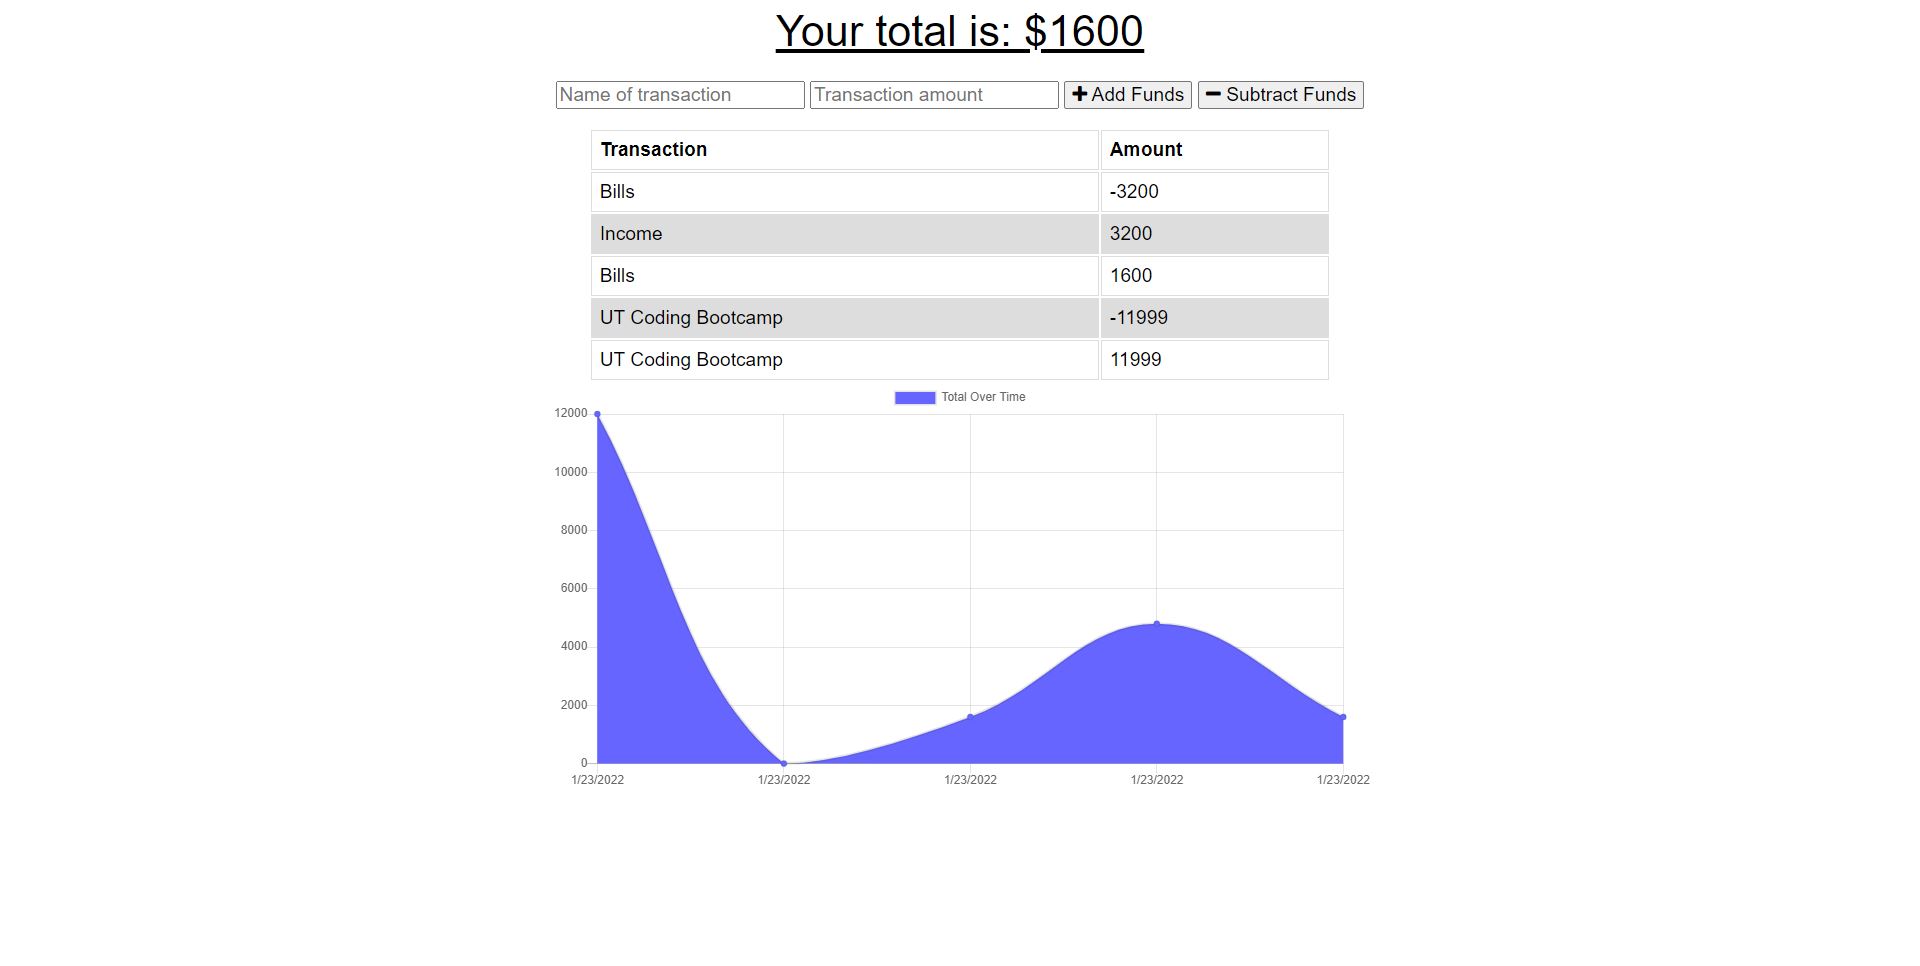 Your total is: $1600
Name of transaction Transaction amount Add Funds Subtract Funds
Transaction Amount
Bills -3200
Income 3200
Bills 1600
UT Coding Bootcamp -11999
UT Coding Bootcamp 11999
Total Over Time
12000
10000
8000
6000
4000
2000
0
1/23/2022 1/23/2022 1/23/2022 1/23/2022 1/23/2022